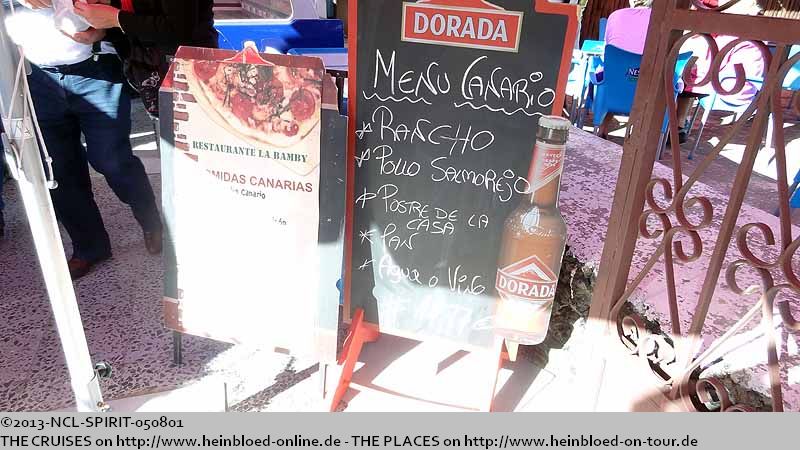 RESTAURANTE LA BAMBY
MIDAS CANARIAS
Canario
DORADA
MENU CANARIO
RANCHO
POLLO SALMOREJO
POSTRE DE LA
CASA
PAN
AGUA O VINO
DORADA
©2013-NCL-SPIRIT-050801
THE CRUISES on http://www.heinbloed-online.de - THE PLACES on http://www.heinbloed-on-tour.de